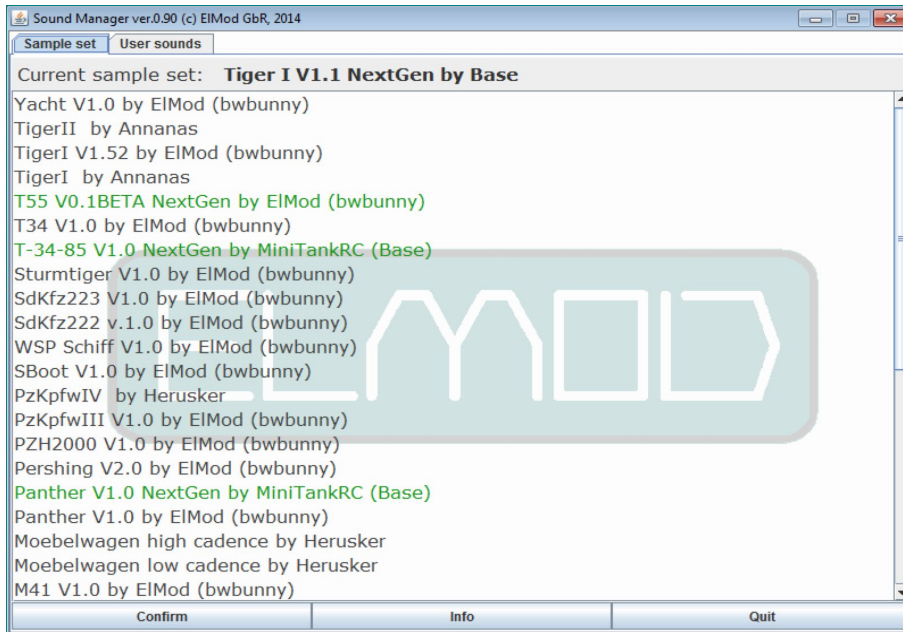 Sound Manager ver.0.90 (c) ElMod GbR, 2014
Sample set User sounds
Current sample set: Tiger I V1.1 NextGen by Base
Yacht V1.0 by ElMod (bwbunny)
TigerII  by Annanas
TigerI V1.52 by ElMod (bwbunny)
TigerI  by Annanas
T55 V0.1BETA NextGen by ElMod (bwbunny)
T34 V1.0 by ElMod (bwbunny)
T-34-85 V1.0 NextGen by MiniTankRC (Base)
Sturmtiger V1.0 by ElMod (bwbunny)
SdKfz223 V1.0 by ElMod (bwbunny)
SdKfz222 v.1.0 by ElMod (bwbunny)
WSP Schiff V1.0 by ElMod (bwbunny)
SBoot V1.0 by ElMod (bwbunny)
PzKpfwIV  by Herusker
PzKpfwIII V1.0 by ElMod (bwbunny)
PZH2000 V1.0 by ElMod (bwbunny)
Pershing V2.0 by ElMod (bwbunny)
Panther V1.0 NextGen by MiniTankRC (Base)
Panther V1.0 by ElMod (bwbunny)
Moebelwagen high cadence by Herusker
Moebelwagen low cadence by Herusker
M41 V1.0 by ElMod (bwbunny)
ELMOD
Confirm Info Quit